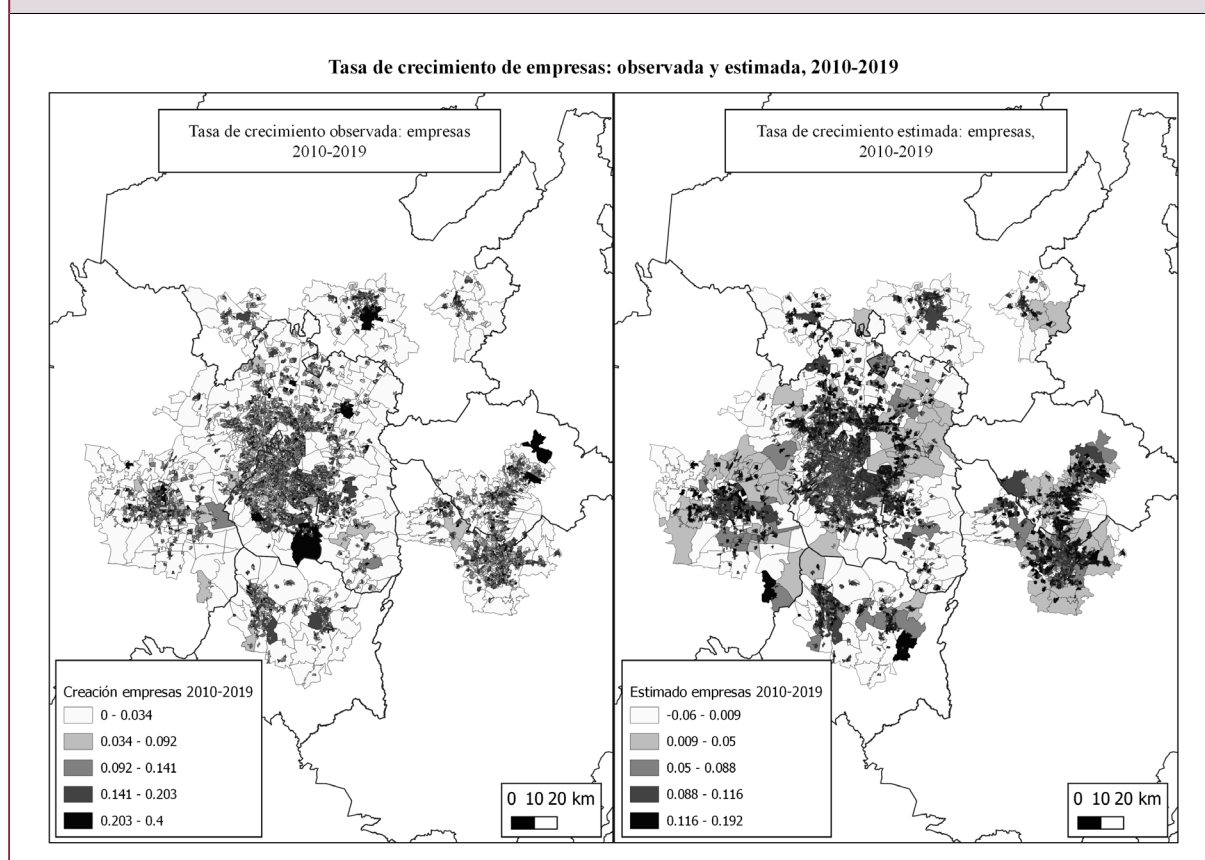 Tasa de crecimiento de empresas: observada y estimada, 2010-2019
Tasa de crecimiento observada: empresas
2010-2019
Creación empresas 2010-2019
0 - 0.034
0.034 - 0.092
0.092 - 0.141
0.141 - 0.203
0.203 - 0.4
0 10 20 km
Tasa de crecimiento estimada: empresas,
2010-2019
Estimado empresas 2010-2019
-0.06 - 0.009
0.009 - 0.05
0.05 - 0.088
0.088 - 0.116
0.116 - 0.192
0 10 20 km